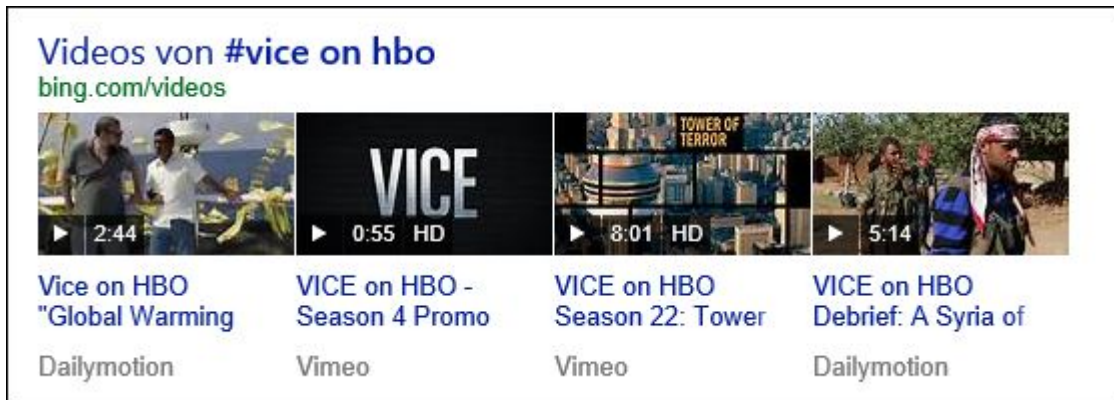 Videos von #vice on hbo
bing.com/videos
VICE
TOWER OF
TERROR
2:44
0:55 HD
8:01 HD
5:14
Vice on HBO
"Global Warming
VICE on HBO -
Season 4 Promo
VICE on HBO
Season 22: Tower
VICE on HBO
Debrief: A Syria of
Dailymotion
Vimeo
Vimeo
Dailymotion